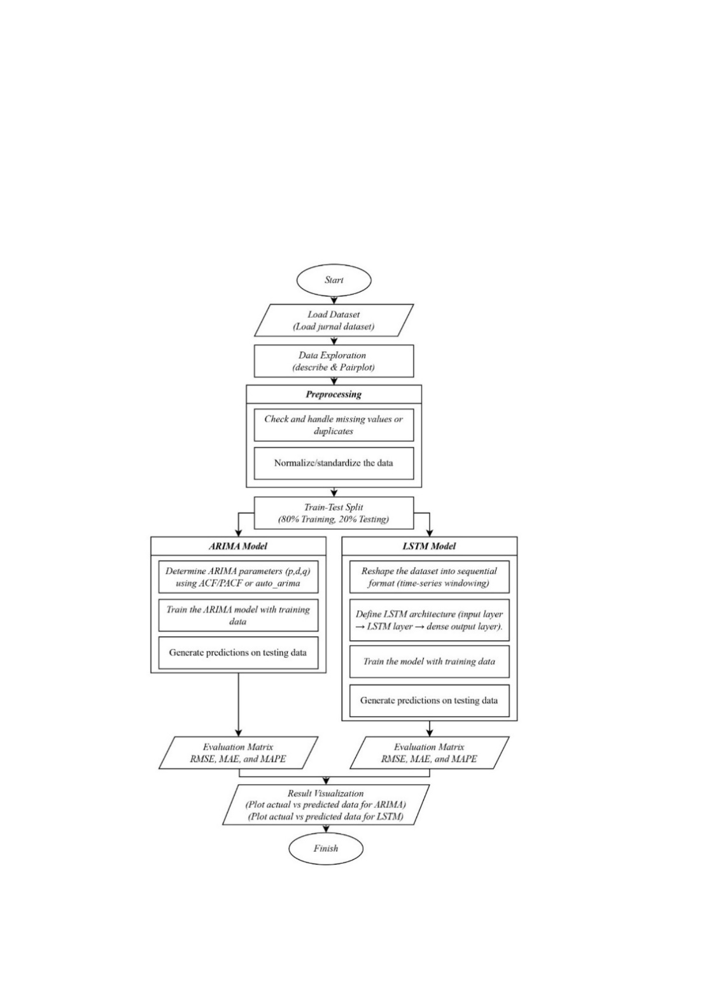 Start
Load Dataset
(Load jurnal dataset)
Data Exploration
(describe & Pairplot)
Preprocessing
Check and handle missing values or
duplicates
Normalize/standardize the data
Train-Test Split
(80% Training, 20% Testing)
ARIMA Model
Determine ARIMA parameters (p,d,q)
using ACF/PACF or auto_arima
Train the ARIMA model with training
data
Generate predictions on testing data
LSTM Model
Reshape the dataset into sequential
format (time-series windowing)
Define LSTM architecture (input layer
→ LSTM layer → dense output layer).
Train the model with training data
Generate predictions on testing data
Evaluation Matrix
RMSE, MAE, and MAPE
Evaluation Matrix
RMSE, MAE, and MAPE
Result Visualization
(Plot actual vs predicted data for ARIMA)
(Plot actual vs predicted data for LSTM)
Finish